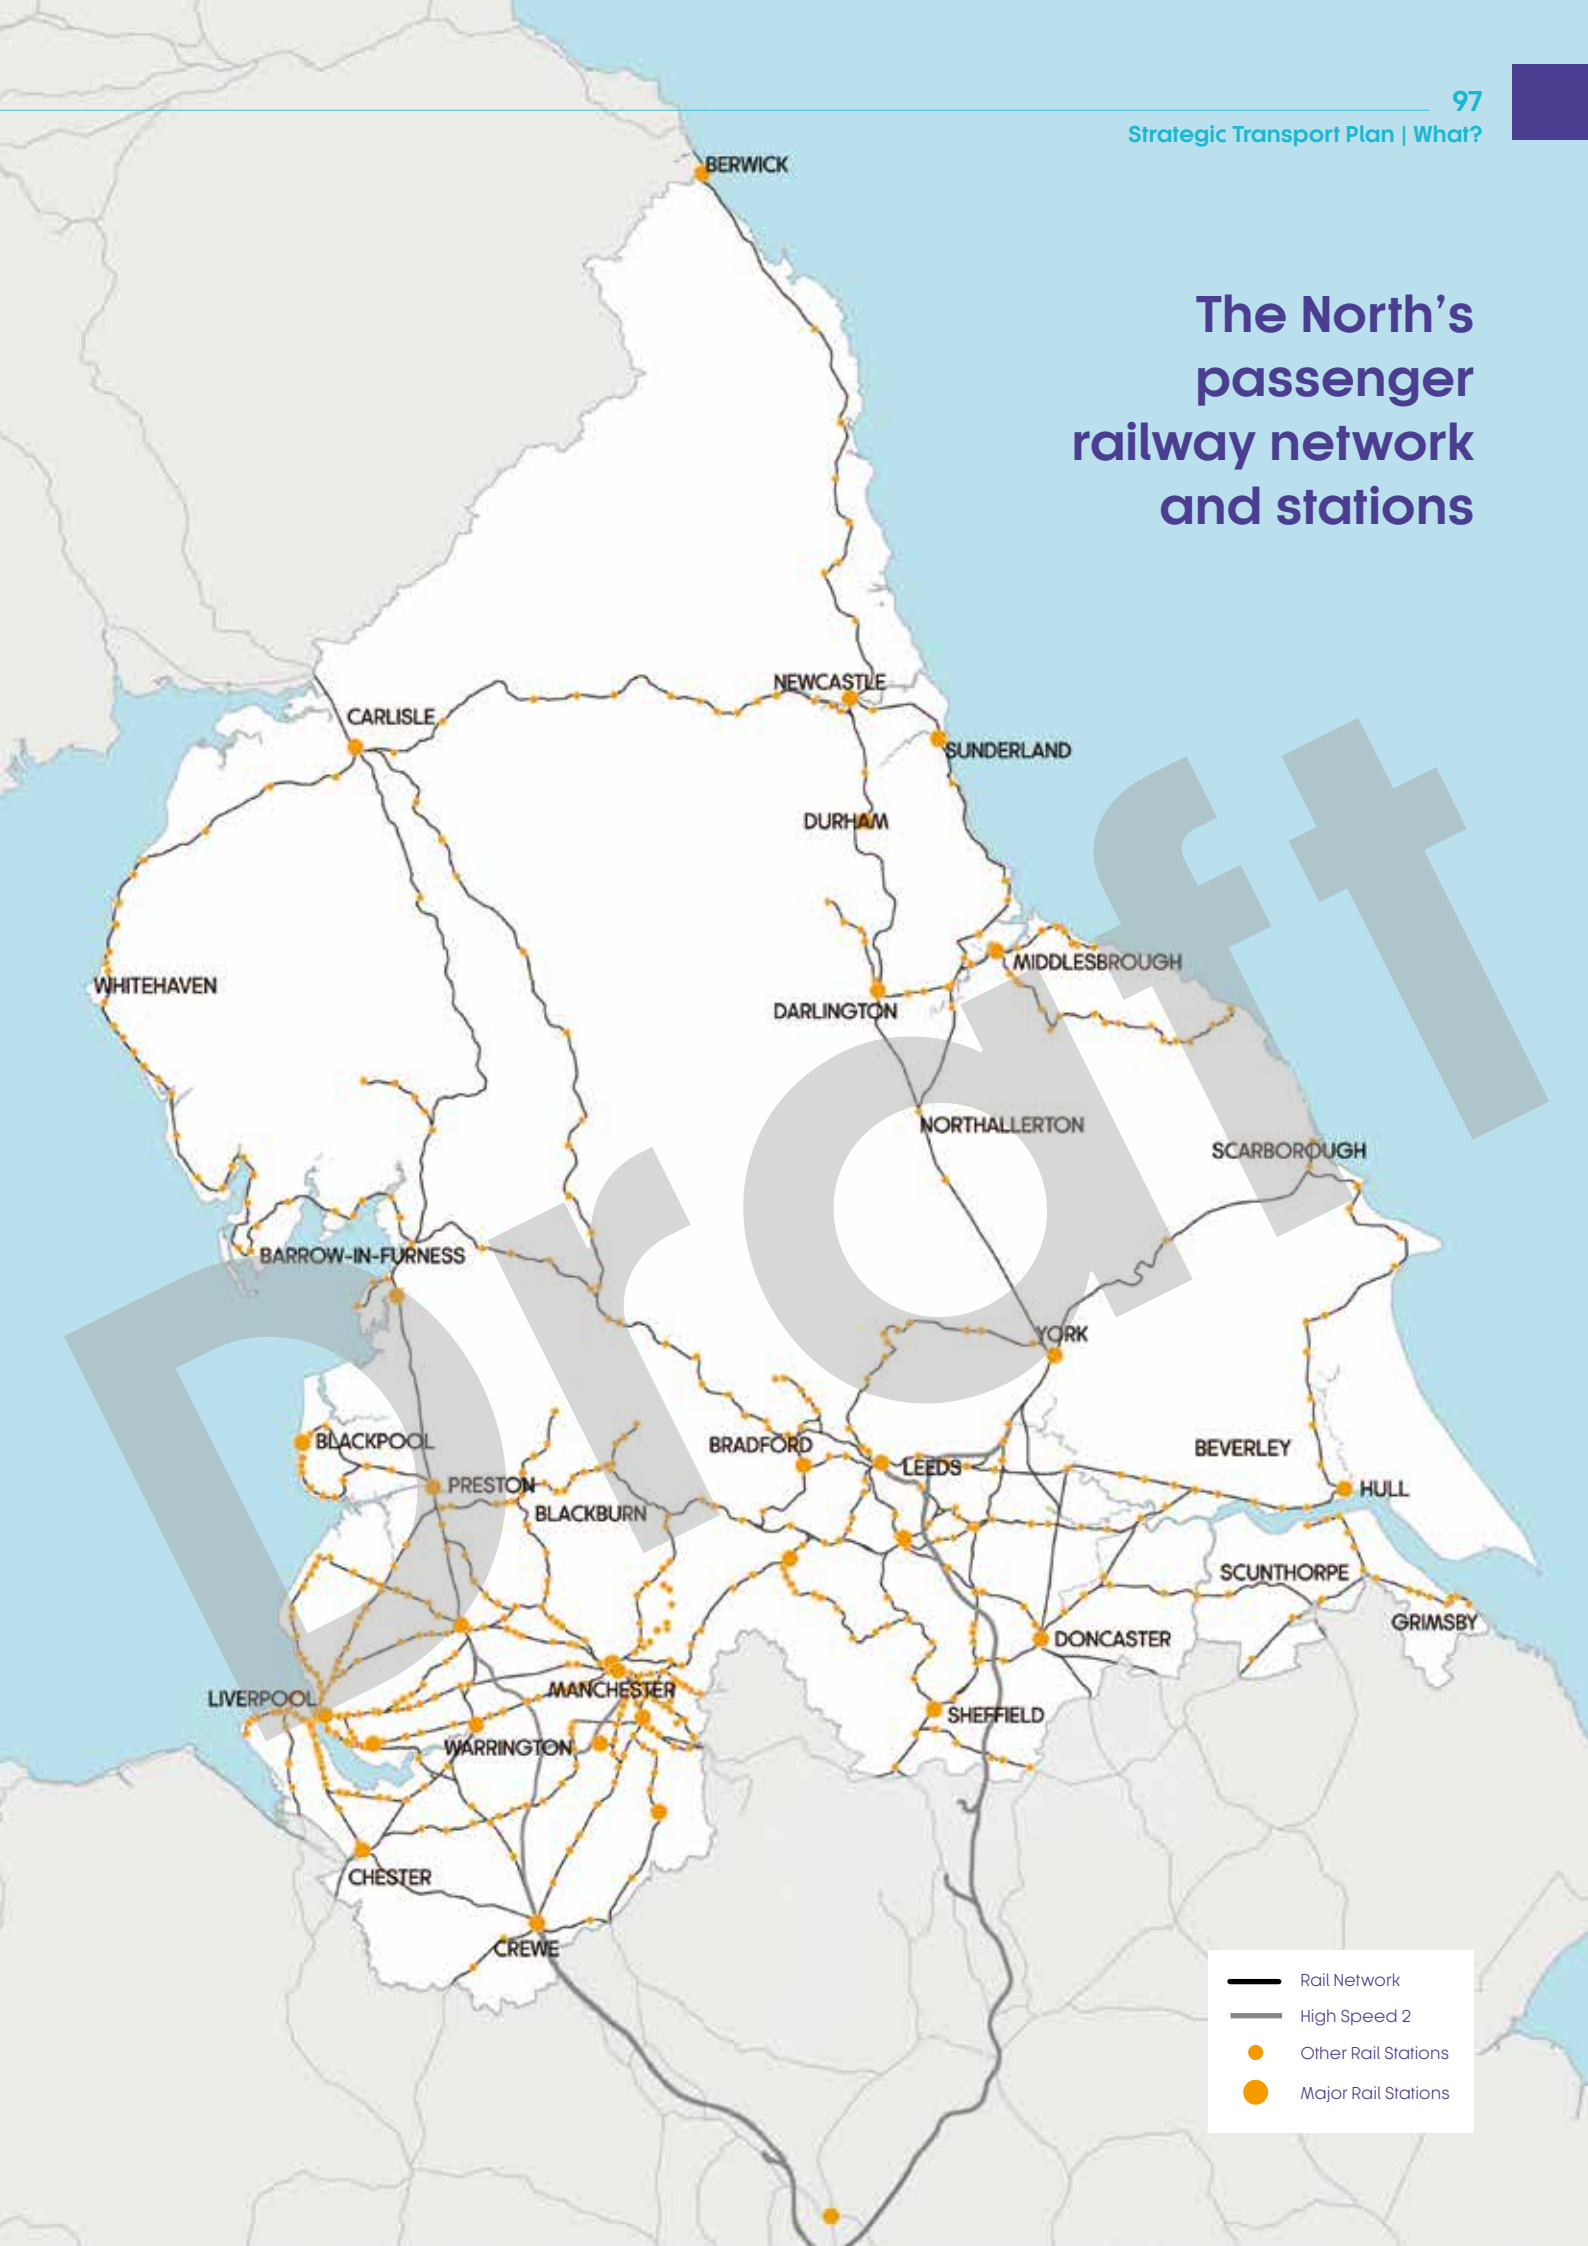 97
Strategic Transport Plan | What?
BERWICK
The North's
passenger
railway network
and stations
NEWCASTLE
CARLISLE
SUNDERLAND
DURHAM
MIDDLESBROUGH
WHITEHAVEN
DARLINGTON
NORTHALLERTON
SCARBOROUGH
BARROW-IN-FURNESS
YORK
BLACKPOOL
BRADFORD
BEVERLEY
LEEDS
PRESTON
HULL
BLACKBURN
SCUNTHORPE
GRIMSBY
DONCASTER
MANCHESTER
LIVERPOOL
SHEFFIELD
WARRINGTON
CHESTER
CREWE
Draft
Rail Network
High Speed 2
Other Rail Stations
Major Rail Stations